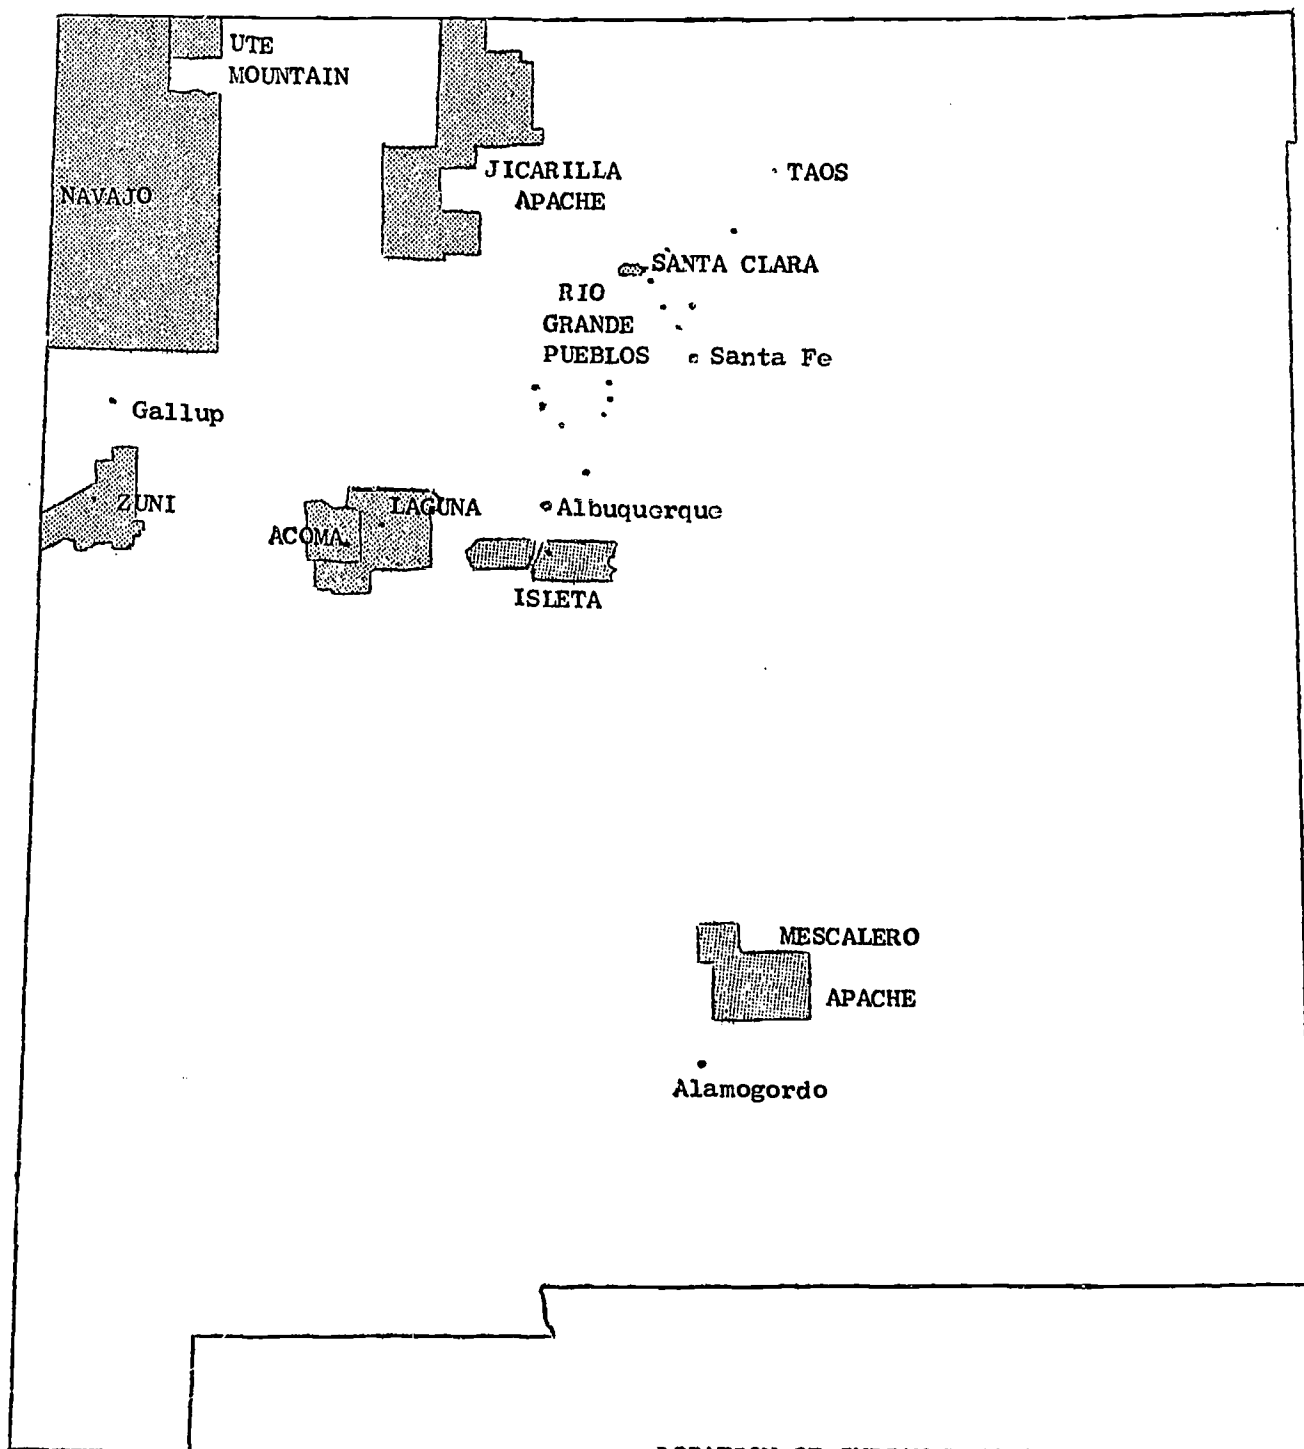 UTE
MOUNTAIN
NAVAJO
JICARILLA
APACHE
TAOS
SANTA CLARA
RIO
GRANDE
PUEBLOS
Santa Fe
Gallup
ZUNI
LAGUNA
ACOMA
Albuquerque
ISLETA
MESCALERO
APACHE
Alamogordo